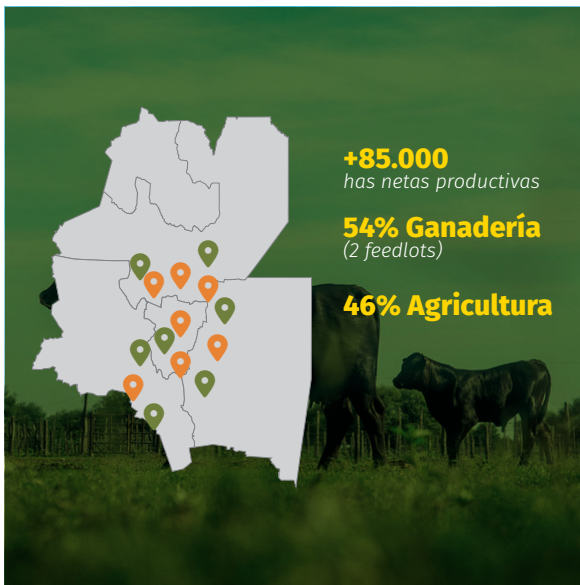 +85.000
has netas productivas
54% Ganadería
(2 feedlots)
46% Agricultura